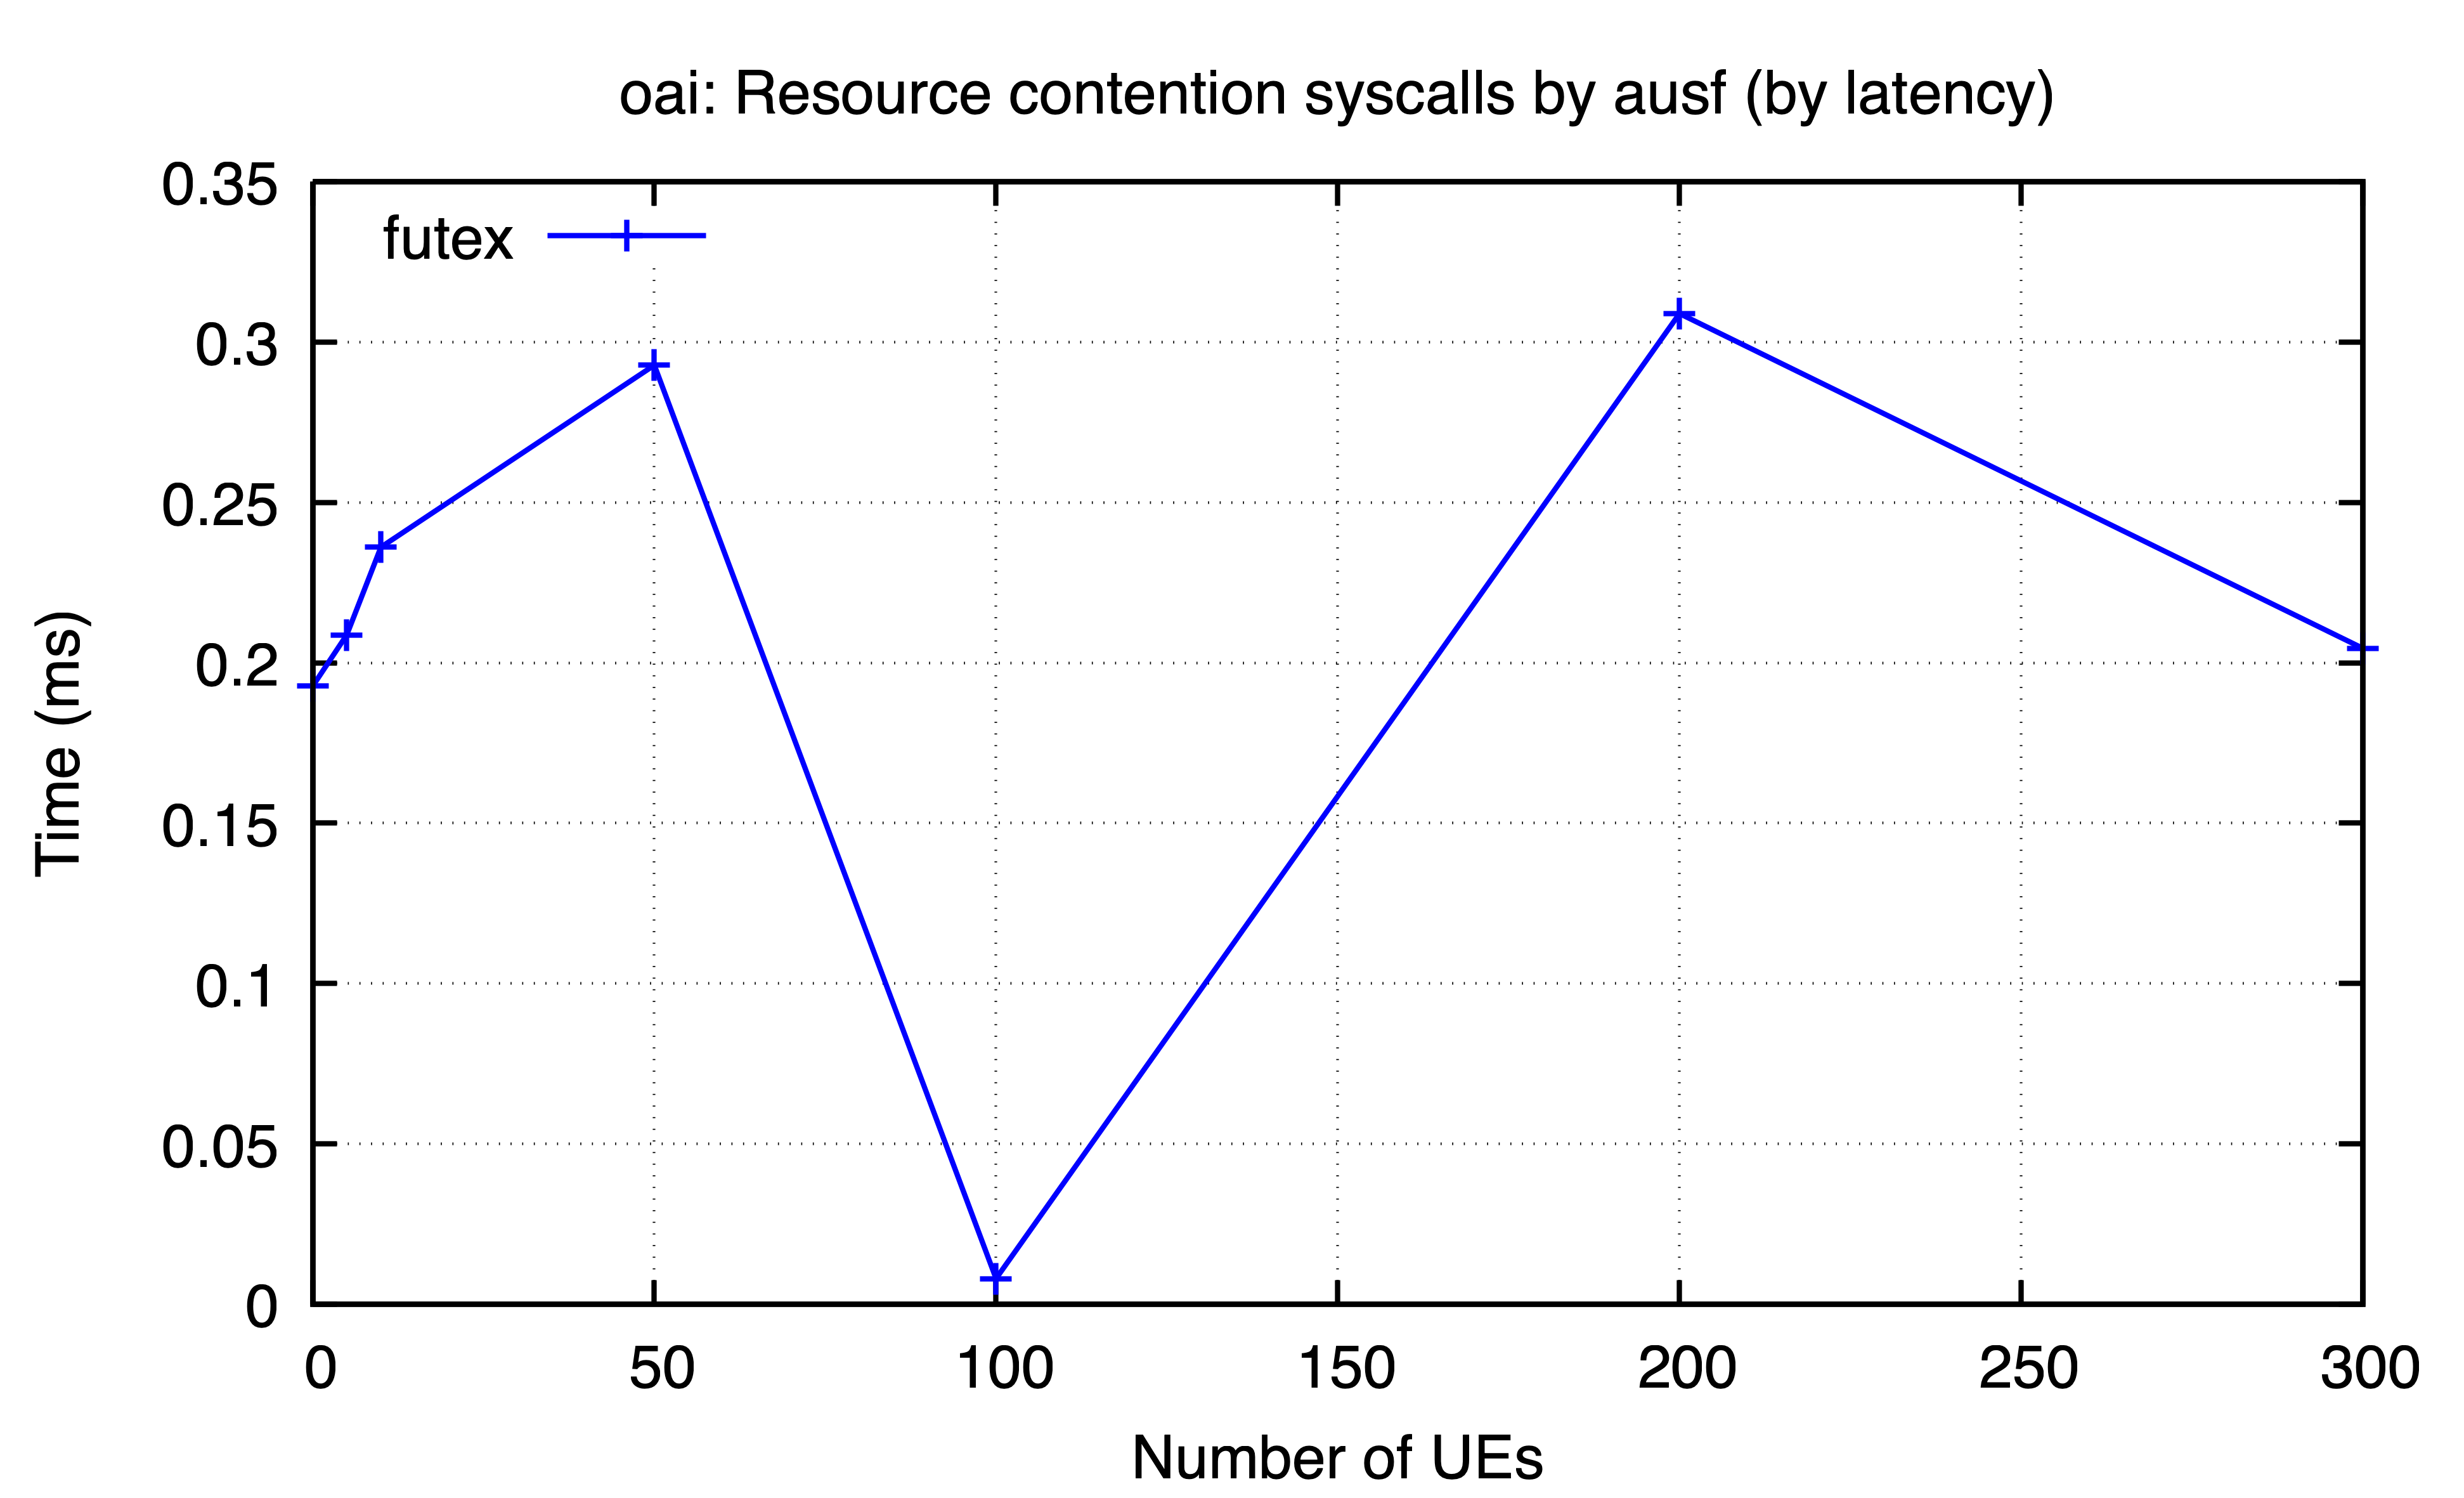 oai: Resource contention syscalls by ausf (by latency)
0.35
futex
0.3
0.25
0.2
0.15
0.1
0.05
0
Time (ms)
0 50 100 150 200 250 300
Number of UEs